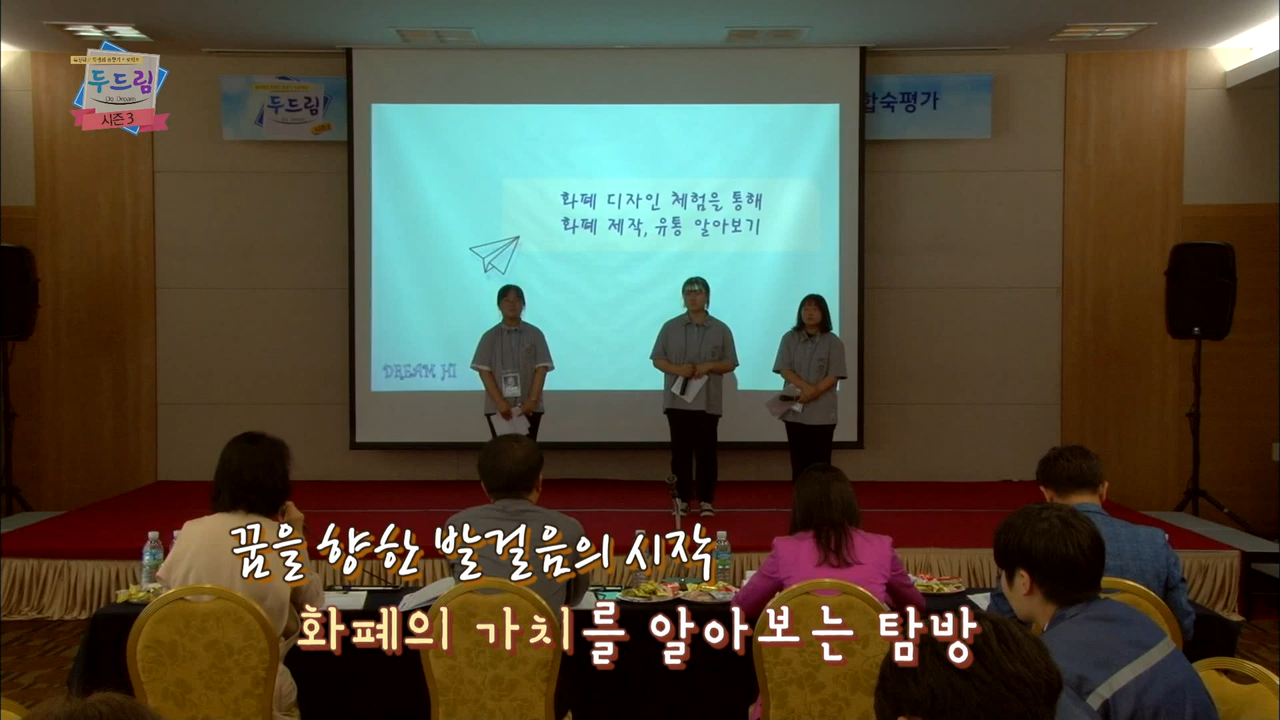 두드림
Do Dream
시즌 3
두드림
합숙평가
화폐 디자인 체험을 통해
화폐 제작, 유통 알아보기
DREAM HI
꿈을 향한 발걸음의 시작
화폐의 가치를 알아보는 탐방